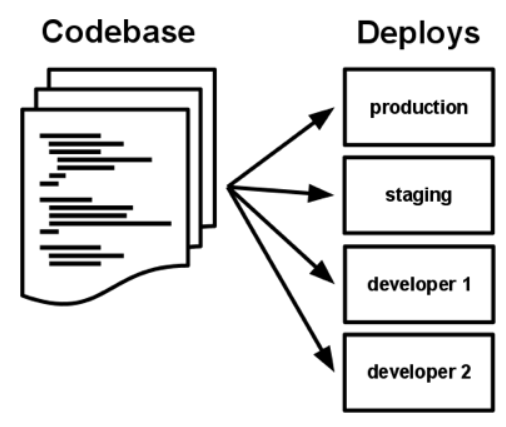 Codebase
Deploys
production
staging
developer 1
developer 2